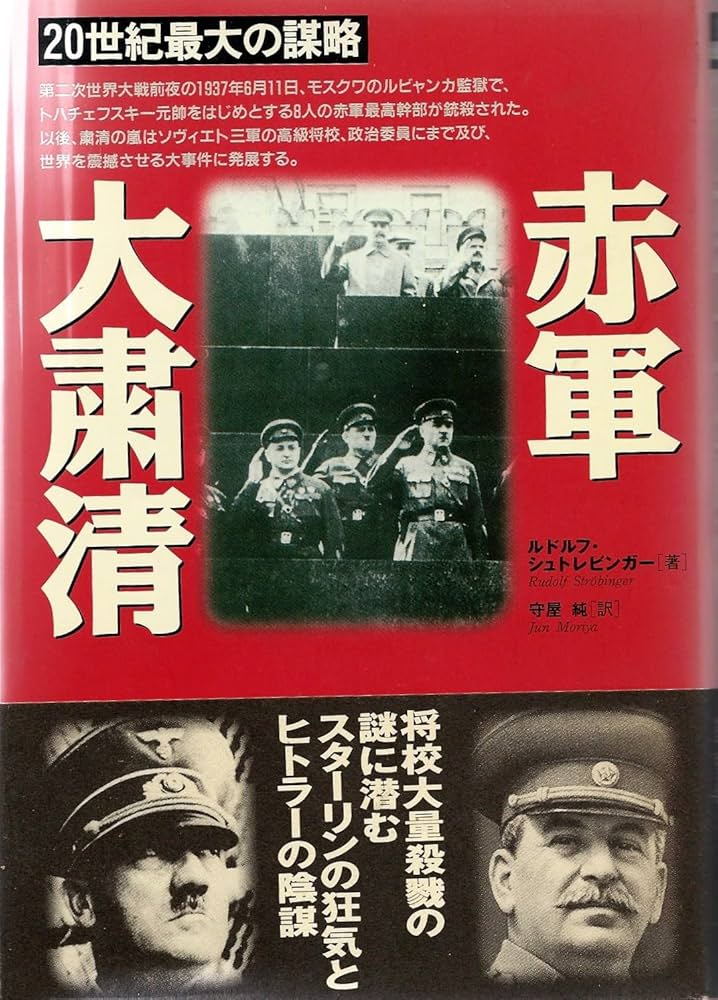 20世紀最大の謀略
第二次世界大戦前夜の1937年6月11日、モスクワのルビャンカ監獄で、
トハチェフスキー元帥をはじめとする8人の赤軍最高幹部が銃殺された。
以後、粛清の嵐はソヴィエト三軍の高級将校、政治委員にまで及び、
世界を震撼させる大事件に発展する。
赤軍
大粛清
ルドルフ・
シュトレビンガー[著]
Rudolf Ströbinger
守屋 純[訳]
Jun Moriya
将校大量殺戮の
謎に潜む
スターリンの狂気と
ヒトラーの陰謀